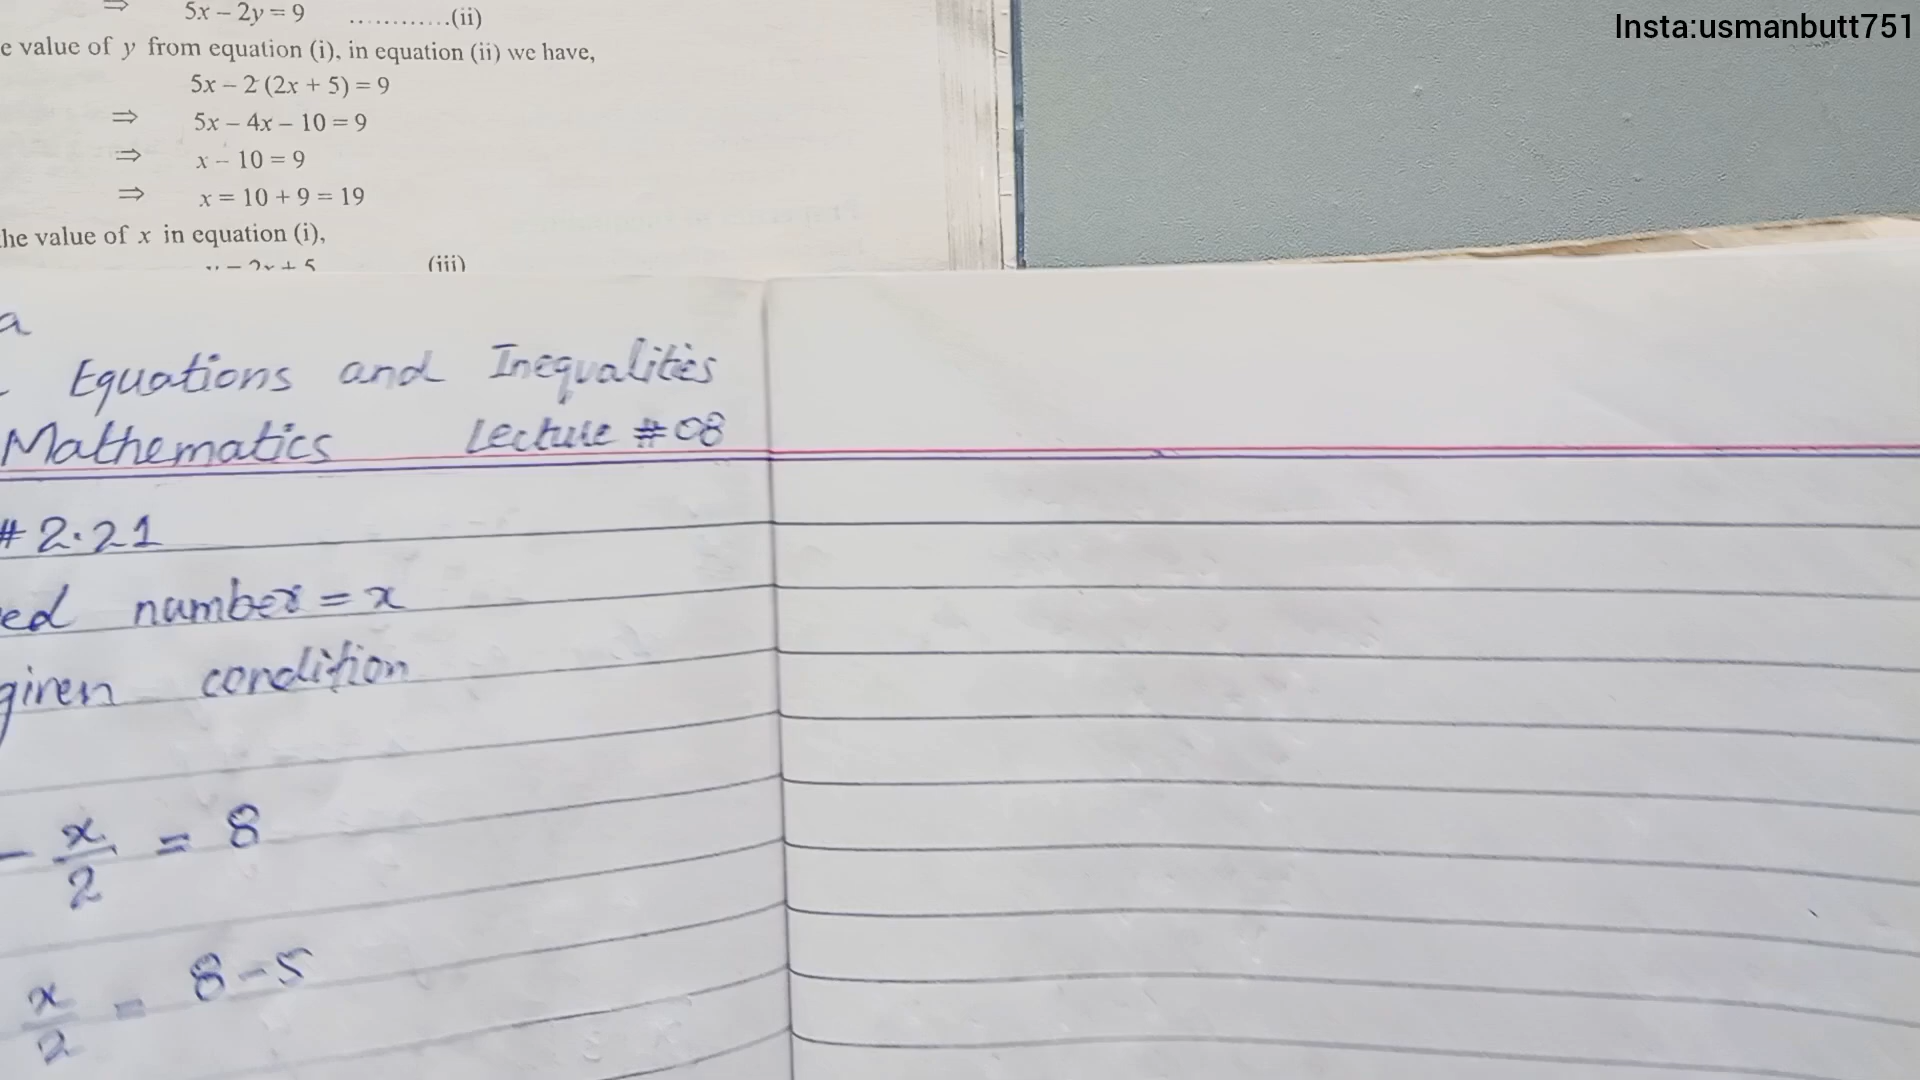 Insta:usmanbutt751
⇒ 5x – 2y = 9 ............(ii)
e value of y from equation (i), in equation (ii) we have,
5x – 2 (2x + 5) = 9
⇒ 5x – 4x – 10 = 9
⇒ x – 10 = 9
⇒ x = 10 + 9 = 19
he value of x in equation (i),
y = 2x + 5 (iii)
a
Equations and Inequalities
Mathematics Lecture #08
# 2.21
ed number = x
given condition
- x/2 = 8
x/2 = 8-5